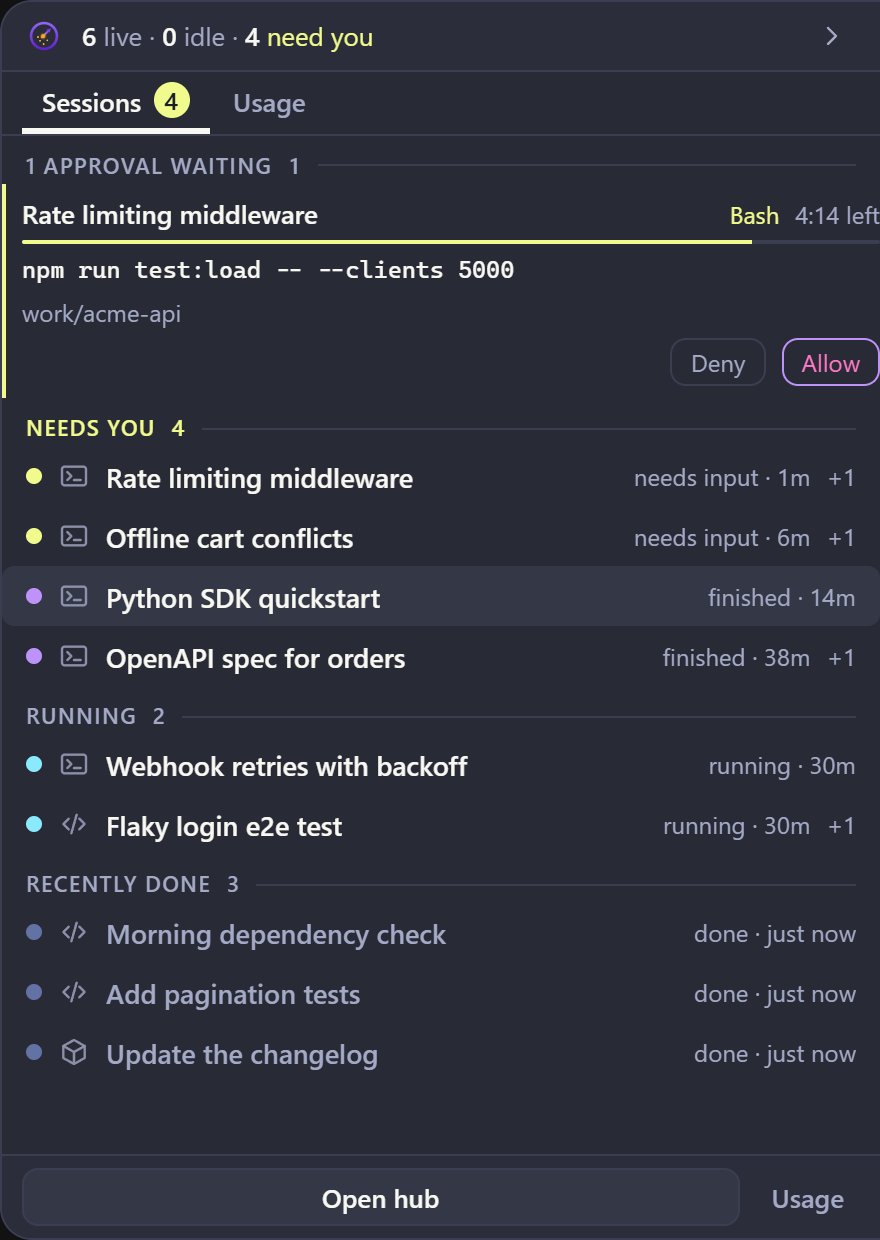 6 live · 0 idle · 4 need you
Sessions 4 Usage
1 APPROVAL WAITING 1
Rate limiting middleware Bash 4:14 left
npm run test:load -- --clients 5000
work/acme-api
Deny Allow
NEEDS YOU 4
Rate limiting middleware needs input · 1m +1
Offline cart conflicts needs input · 6m +1
Python SDK quickstart finished · 14m
OpenAPI spec for orders finished · 38m +1
RUNNING 2
Webhook retries with backoff running · 30m
Flaky login e2e test running · 30m +1
RECENTLY DONE 3
Morning dependency check done · just now
Add pagination tests done · just now
Update the changelog done · just now
Open hub Usage